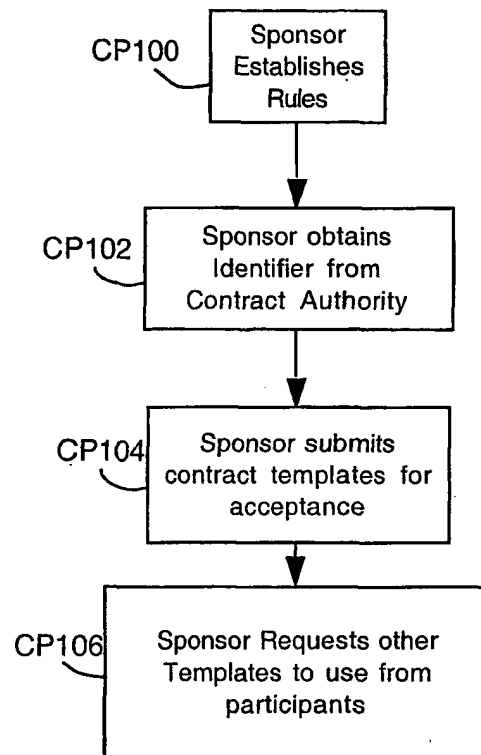 CP100
Sponsor
Establishes
Rules
CP102
Sponsor obtains
Identifier from
Contract Authority
CP104
Sponsor submits
contract templates for
acceptance
CP106
Sponsor Requests other
Templates to use from
participants